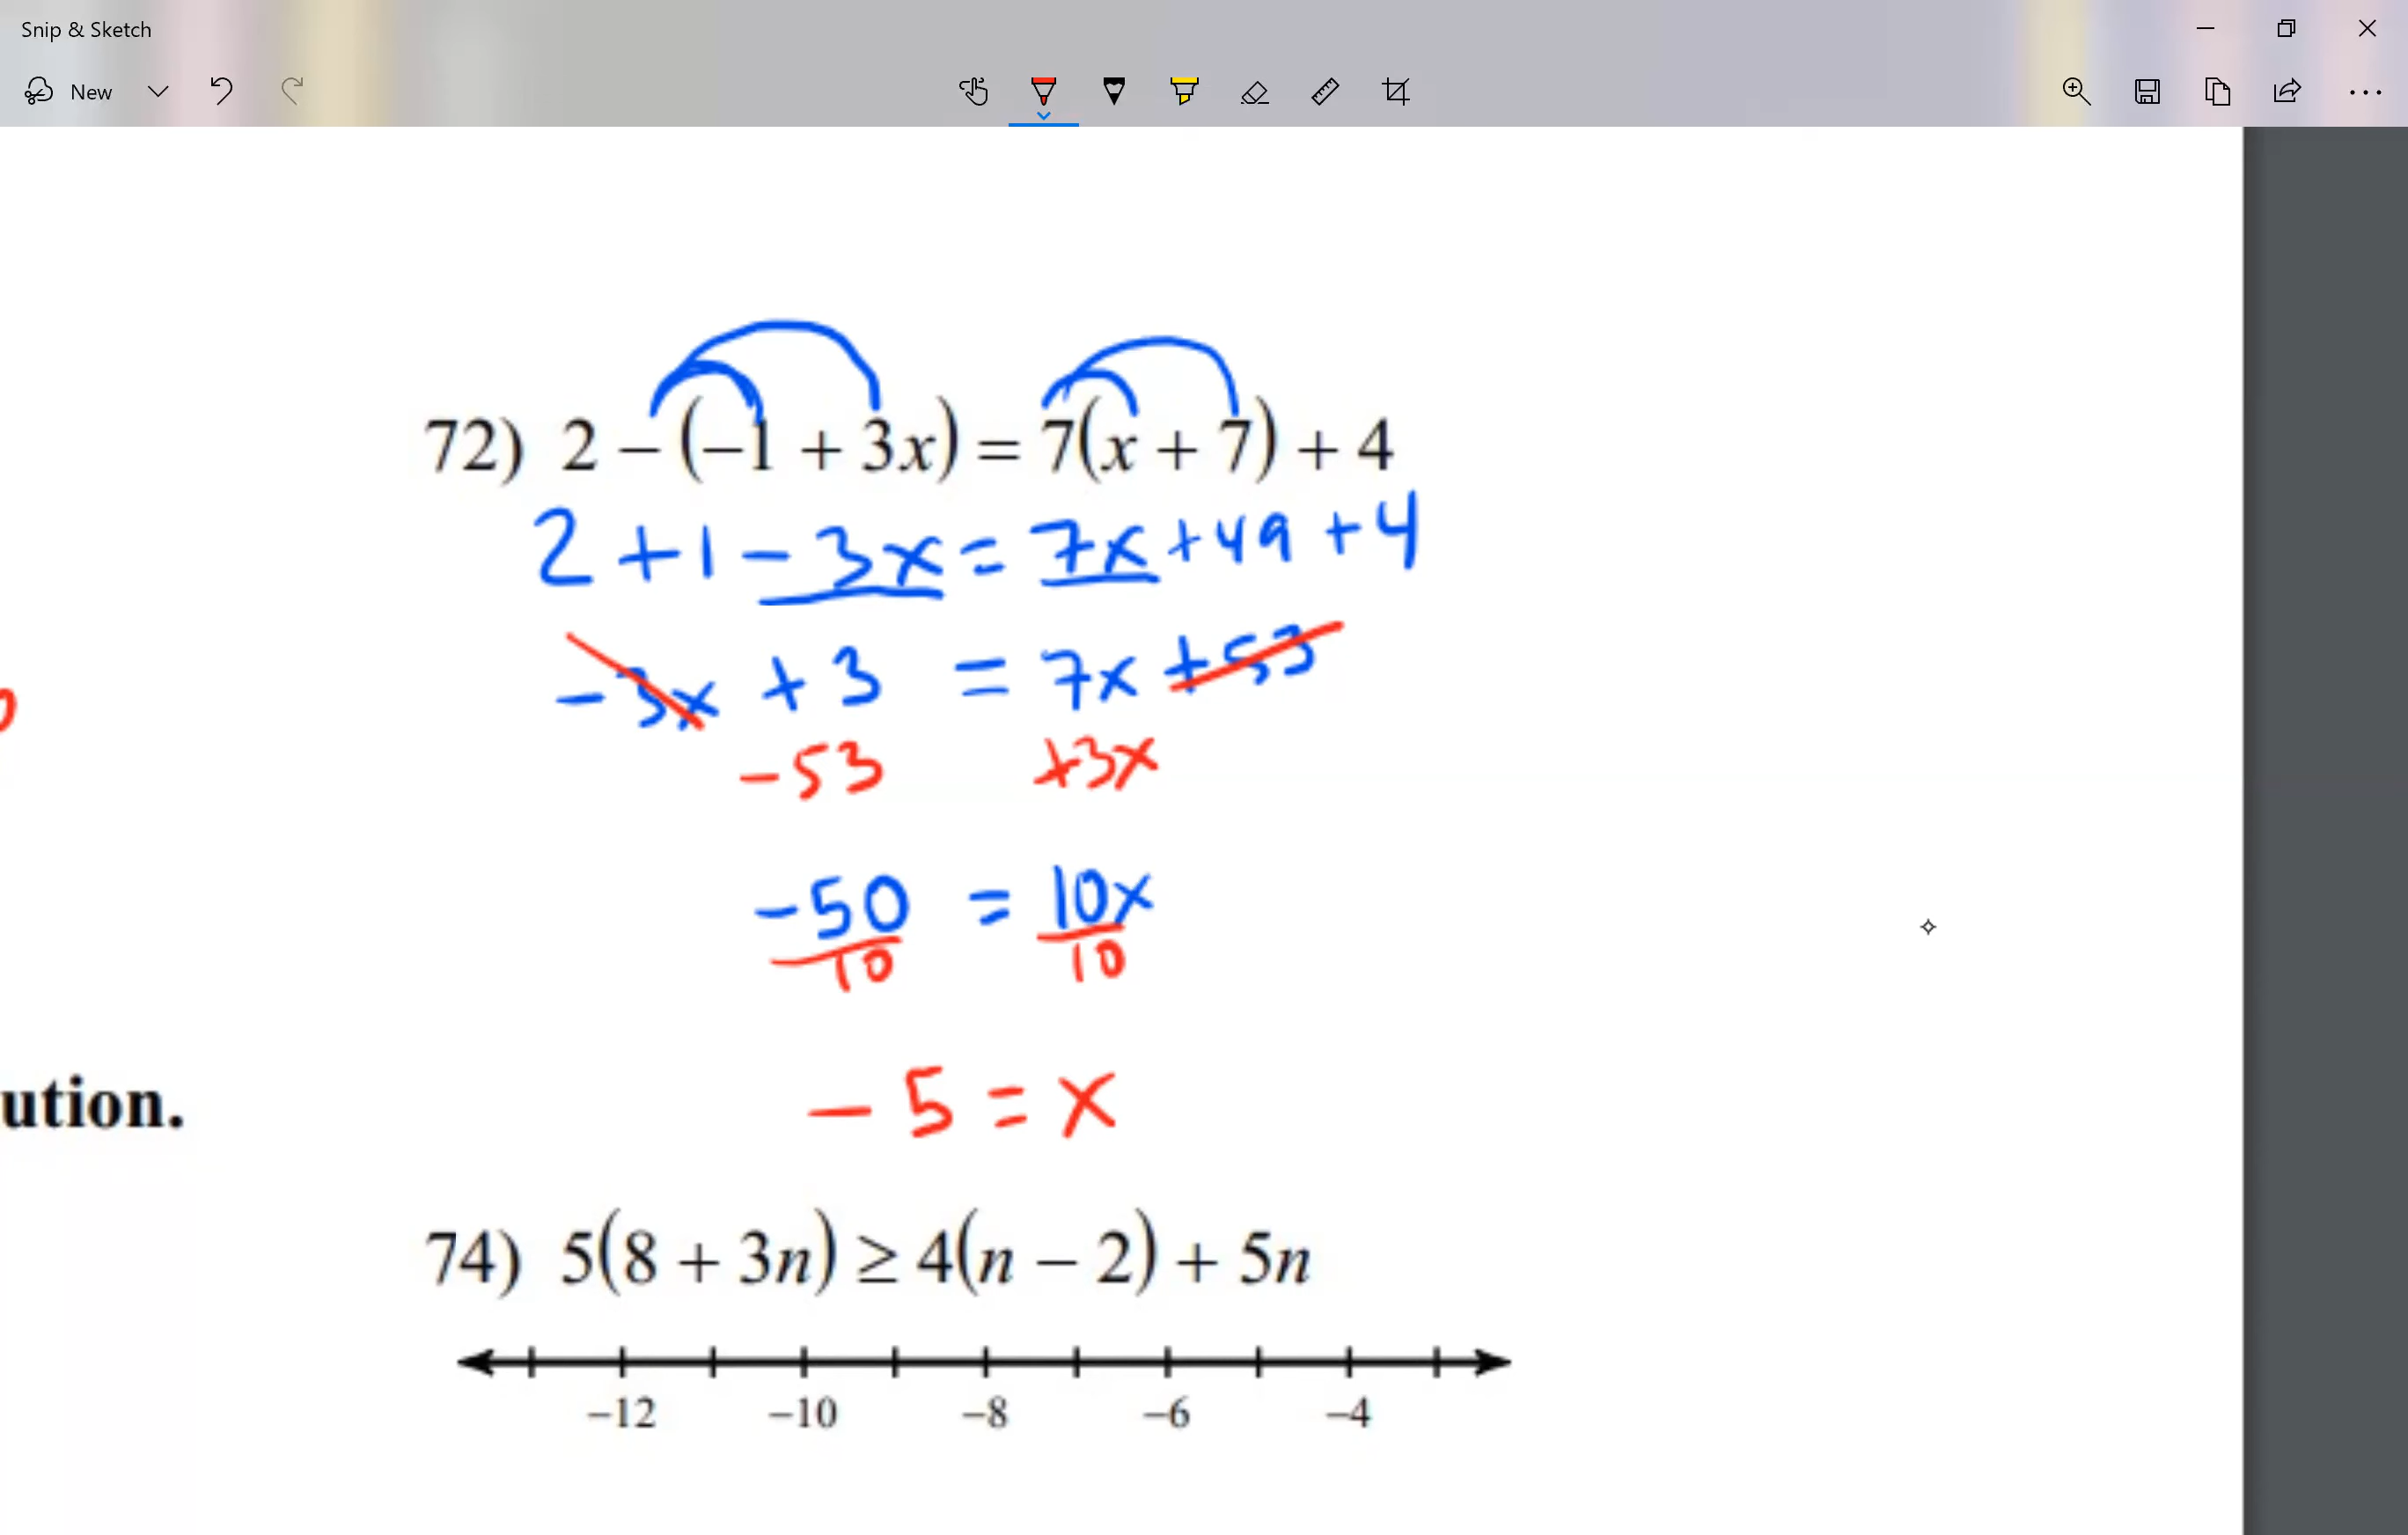 Snip & Sketch
New
72) 2 − (−1 + 3x) = 7(x + 7) + 4
2 + 1 − 3x = 7x + 49 + 4
−3x + 3 = 7x + 53
−53 +3x
−50 = 10x
10 10
−5 = x
ution.
74) 5(8 + 3n) ≥ 4(n − 2) + 5n
−12 −10 −8 −6 −4